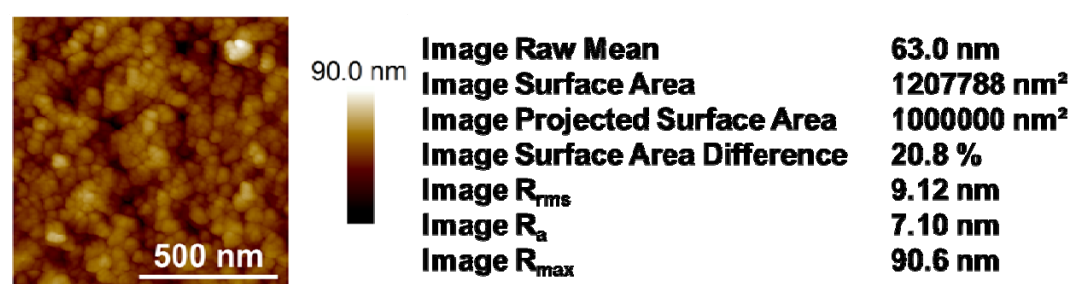 90.0 nm
500 nm
Image Raw Mean 63.0 nm
Image Surface Area 1207788 nm²
Image Projected Surface Area 1000000 nm²
Image Surface Area Difference 20.8 %
Image Rrms 9.12 nm
Image Ra 7.10 nm
Image Rmax 90.6 nm